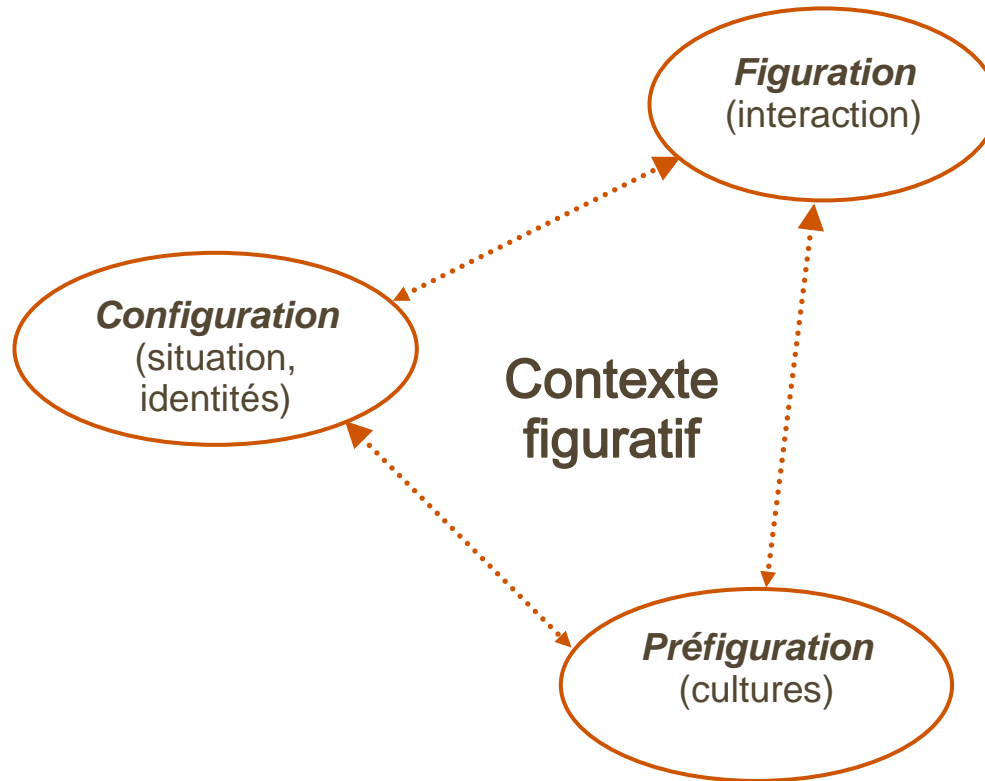 Figuration
(interaction)
Configuration
(situation,
identités)
Contexte
figuratif
Préfiguration
(cultures)